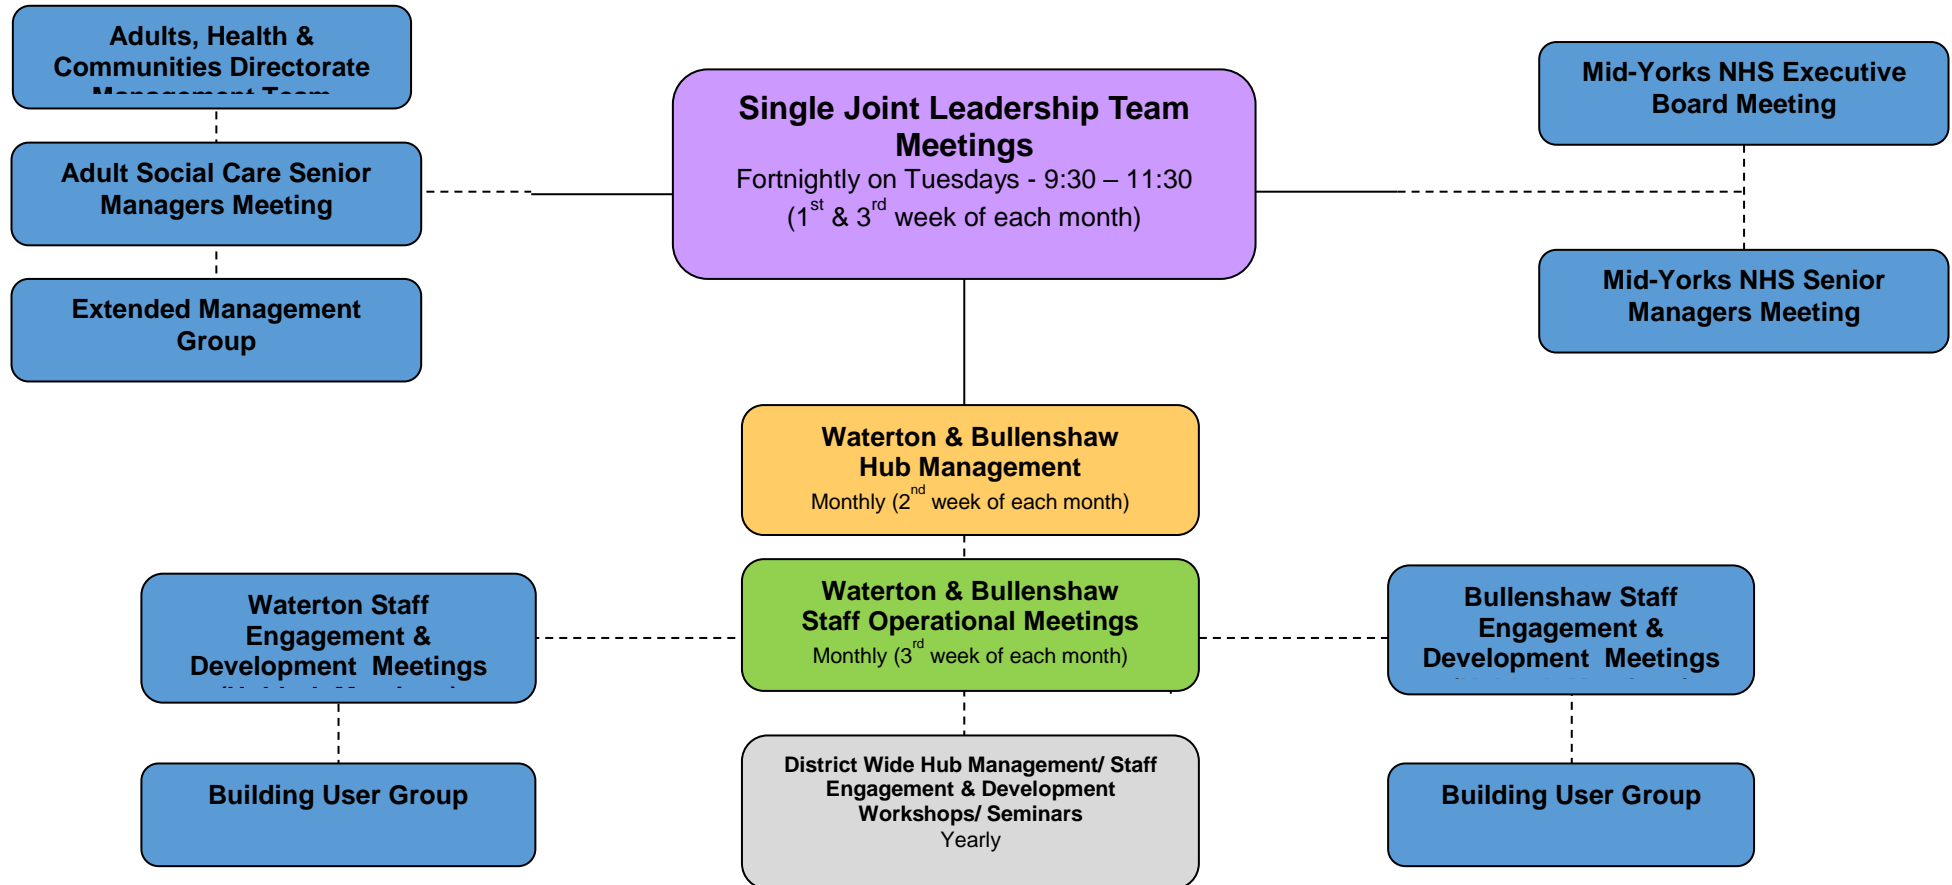 Adults, Health &
Communities Directorate
Management Team
Adult Social Care Senior
Managers Meeting
Extended Management
Group
Single Joint Leadership Team
Meetings
Fortnightly on Tuesdays - 9:30 – 11:30
(1st & 3rd week of each month)
Mid-Yorks NHS Executive
Board Meeting
Mid-Yorks NHS Senior
Managers Meeting
Waterton & Bullenshaw
Hub Management
Monthly (2nd week of each month)
Waterton & Bullenshaw
Staff Operational Meetings
Monthly (3rd week of each month)
Waterton Staff
Engagement &
Development  Meetings
Building User Group
Bullenshaw Staff
Engagement &
Development  Meetings
Building User Group
District Wide Hub Management/ Staff
Engagement & Development
Workshops/ Seminars
Yearly